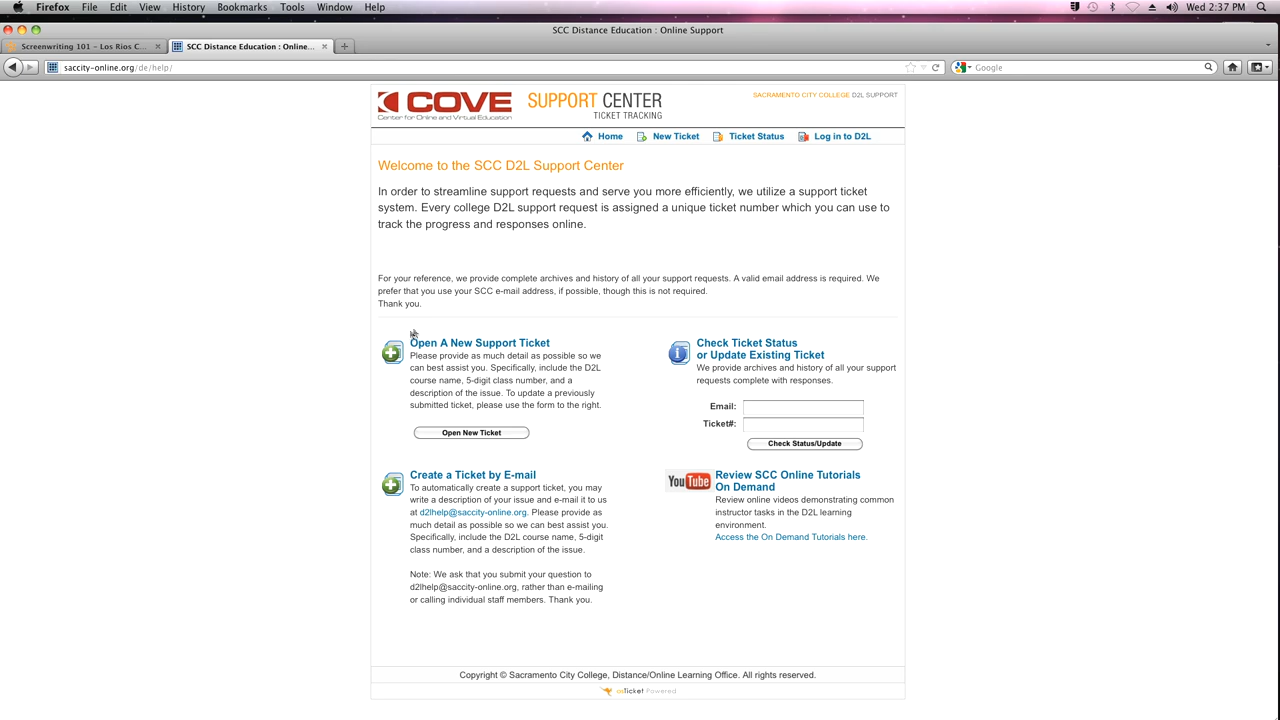 Firefox File Edit View History Bookmarks Tools Window Help Wed 2:37 PM
SCC Distance Education : Online Support
Screenwriting 101 – Los Rios C... SCC Distance Education : Online...
saccity-online.org/de/help/ Google
COVE
Center for Online and Virtual Education
SUPPORT CENTER
TICKET TRACKING
SACRAMENTO CITY COLLEGE D2L SUPPORT
Home New Ticket Ticket Status Log in to D2L
Welcome to the SCC D2L Support Center
In order to streamline support requests and serve you more efficiently, we utilize a support ticket
system. Every college D2L support request is assigned a unique ticket number which you can use to
track the progress and responses online.
For your reference, we provide complete archives and history of all your support requests. A valid email address is required. We
prefer that you use your SCC e-mail address, if possible, though this is not required.
Thank you.
Open A New Support Ticket
Please provide as much detail as possible so we
can best assist you. Specifically, include the D2L
course name, 5-digit class number, and a
description of the issue. To update a previously
submitted ticket, please use the form to the right.
Open New Ticket
Check Ticket Status
or Update Existing Ticket
We provide archives and history of all your support
requests complete with responses.
Email:
Ticket#:
Check Status/Update
Create a Ticket by E-mail
To automatically create a support ticket, you may
write a description of your issue and e-mail it to us
at d2lhelp@saccity-online.org. Please provide as
much detail as possible so we can best assist you.
Specifically, include the D2L course name, 5-digit
class number, and a description of the issue.
Note: We ask that you submit your question to
d2lhelp@saccity-online.org, rather than e-mailing
or calling individual staff members. Thank you.
YouTube
Review SCC Online Tutorials
On Demand
Review online videos demonstrating common
instructor tasks in the D2L learning
environment.
Access the On Demand Tutorials here.
Copyright © Sacramento City College, Distance/Online Learning Office. All rights reserved.
osTicket Powered